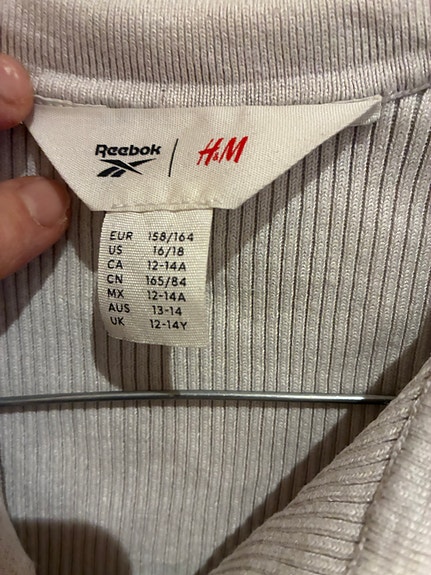 Reebok | H&M
EUR 158/164
US 16/18
CA 12-14A
CN 165/84
MX 12-14A
AUS 13-14
UK 12-14Y